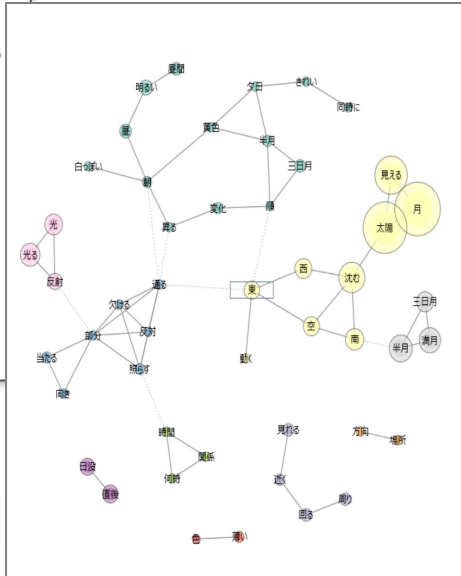 昼間
明るい
夕日
きれい
同時に
昼
黄色
半月
白っぽい
朝
三日月
見える
変化
順
月
昇る
太陽
光
光る
反射
通る
東
西
沈む
欠ける
三日月
部分
反対
空
南
半月
満月
当たる
照らす
動く
向き
時間
関係
何時
見れる
方向
場所
日没
直後
近く
回る
周り
色
薄い